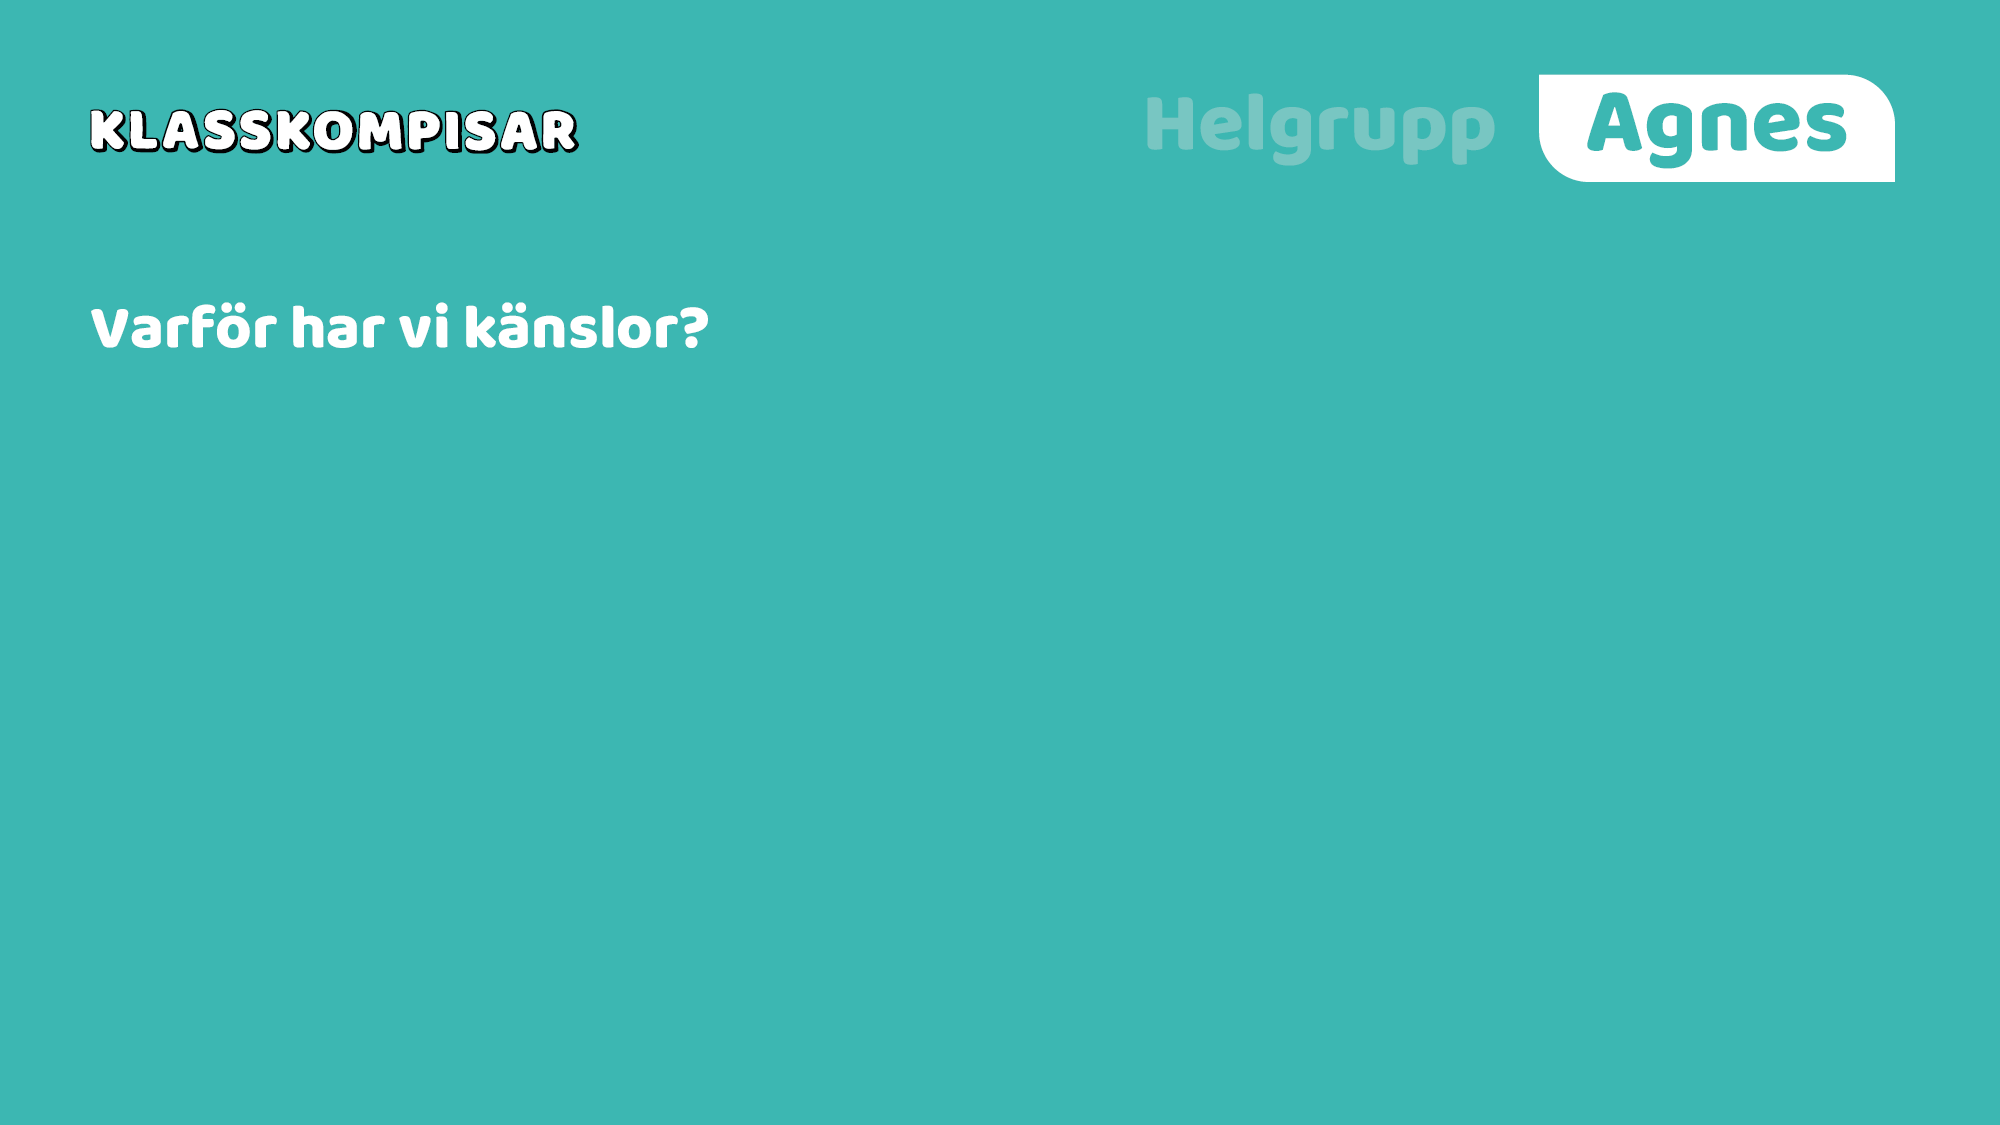 KLASSKOMPISAR
Helgrupp
Agnes
Varför har vi känslor?